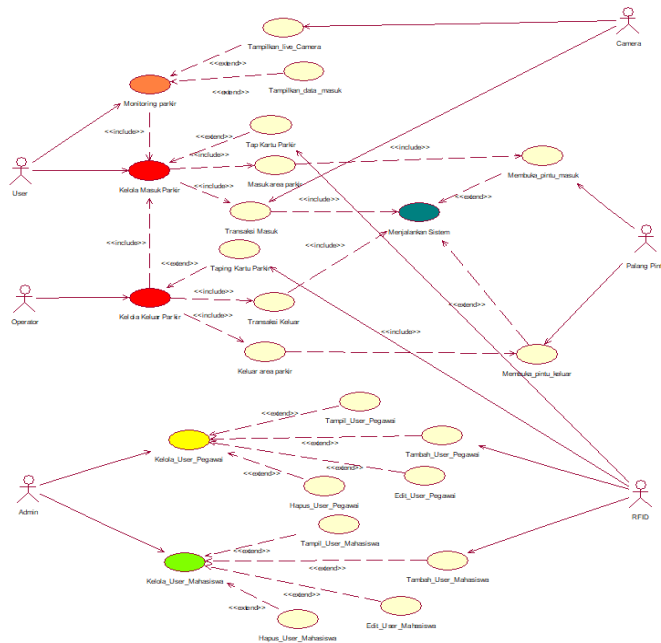 Tampilkan_live_Camera
Camera
<<extend>>
<<extend>>
Tampilkan_data_masuk
Monitoring parkir
<<include>>
<<extend>>
Tap Kartu Parkir
<<include>>
<<include>>
Masuk area parkir
Membuka_pintu_masuk
User
Kelola Masuk Parkir
<<include>>
<<include>>
<<extend>>
Transaksi Masuk
Menjalankan Sistem
<<include>>
<<include>>
<<extend>>
Taping Kartu Parkir
Palang Pint
<<include>>
<<extend>>
Operator
Kelola Keluar Parkir
Transaksi Keluar
<<include>>
<<include>>
Keluar area parkir
Membuka_pintu_keluar
<<extend>>
Tampil_User_Pegawai
<<extend>>
Kelola_User_Pegawai
Tambah_User_Pegawai
<<extend>>
<<extend>>
Edit_User_Pegawai
Hapus_User_Pegawai
Admin
RFID
Tampil_User_Mahasiswa
<<extend>>
<<extend>>
Kelola_User_Mahasiswa
Tambah_User_Mahasiswa
<<extend>>
<<extend>>
Edit_User_Mahasiswa
Hapus_User_Mahasiswa